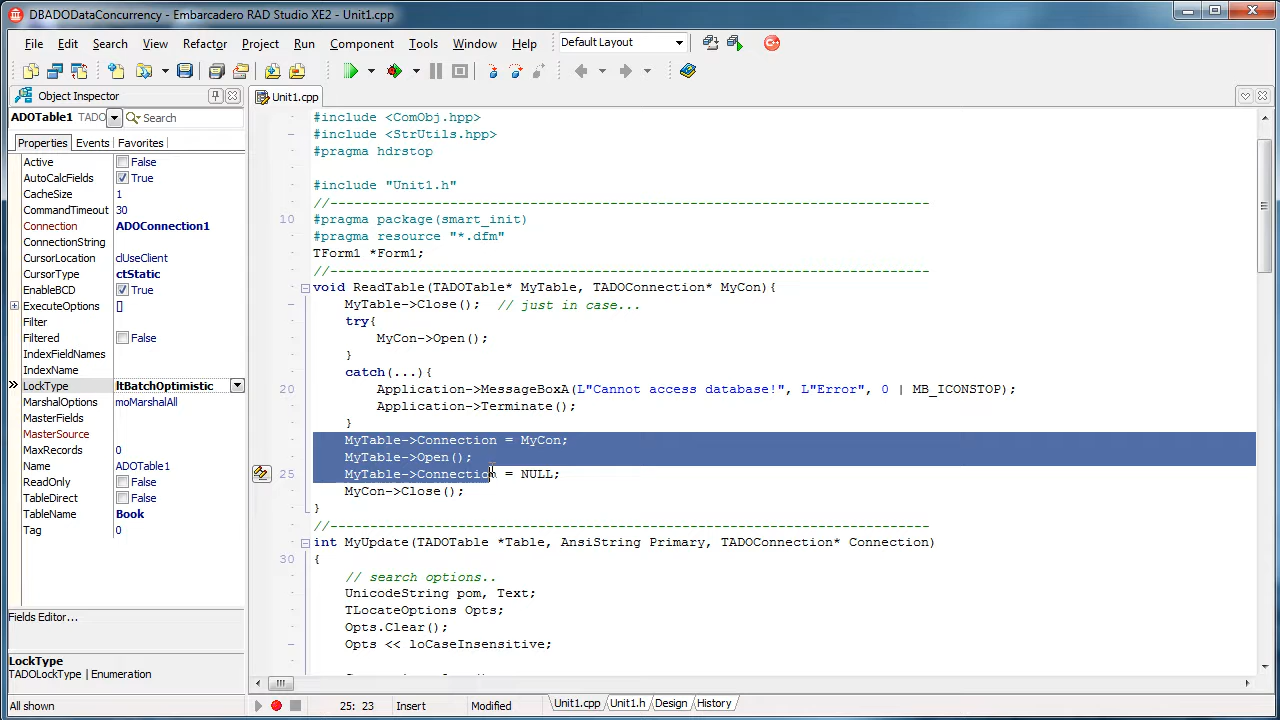 DBADODataConcurrency - Embarcadero RAD Studio XE2 - Unit1.cpp
File Edit Search View Refactor Project Run Component Tools Window Help Default Layout
Object Inspector
Unit1.cpp
ADOTable1 TADO Search
Properties Events Favorites
Active False
AutoCalcFields True
CacheSize 1
CommandTimeout 30
Connection ADOConnection1
ConnectionString
CursorLocation clUseClient
CursorType ctStatic
EnableBCD True
ExecuteOptions []
Filter
Filtered False
IndexFieldNames
IndexName
LockType ltBatchOptimistic
MarshalOptions moMarshalAll
MasterFields
MasterSource
MaxRecords 0
Name ADOTable1
ReadOnly False
TableDirect False
TableName Book
Tag 0
Fields Editor...
LockType
TADOLockType | Enumeration
All shown
#include <ComObj.hpp>
#include <StrUtils.hpp>
#pragma hdrstop
#include "Unit1.h"
//---------------------------------------------------------------------------
10 #pragma package(smart_init)
#pragma resource "*.dfm"
TForm1 *Form1;
//---------------------------------------------------------------------------
void ReadTable(TADOTable* MyTable, TADOConnection* MyCon){
MyTable->Close(); // just in case...
try{
MyCon->Open();
}
catch(...){
20 Application->MessageBoxA(L"Cannot access database!", L"Error", 0 | MB_ICONSTOP);
Application->Terminate();
}
MyTable->Connection = MyCon;
MyTable->Open();
25 MyTable->Connection = NULL;
MyCon->Close();
}
//---------------------------------------------------------------------------
int MyUpdate(TADOTable *Table, AnsiString Primary, TADOConnection* Connection)
30 {
// search options..
UnicodeString pom, Text;
TLocateOptions Opts;
Opts.Clear();
Opts << loCaseInsensitive;
25: 23 Insert Modified Unit1.cpp Unit1.h Design History